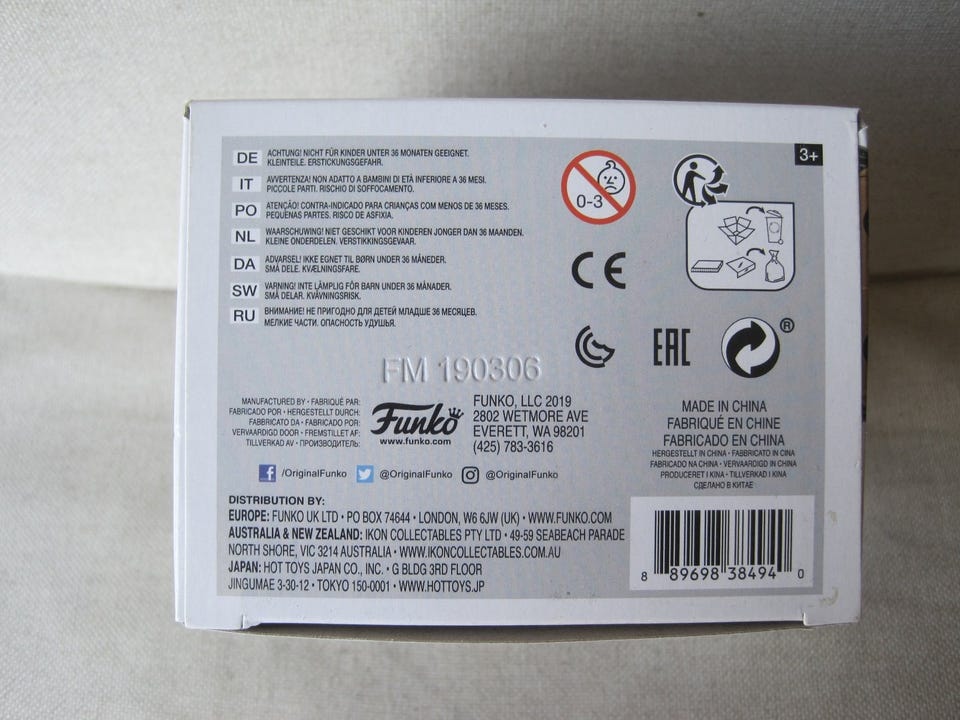 DE ACHTUNG! NICHT FÜR KINDER UNTER 36 MONATEN GEEIGNET.
KLEINTEILE. ERSTICKUNGSGEFAHR.
IT AVVERTENZA! NON ADATTO A BAMBINI DI ETÀ INFERIORE A 36 MESI.
PICCOLE PARTI. RISCHIO DI SOFFOCAMENTO.
PO ATENÇÃO! CONTRA-INDICADO PARA CRIANÇAS COM MENOS DE 36 MESES.
PEQUENAS PARTES. RISCO DE ASFIXIA.
NL WAARSCHUWING! NIET GESCHIKT VOOR KINDEREN JONGER DAN 36 MAANDEN.
KLEINE ONDERDELEN. VERSTIKKINGSGEVAAR.
DA ADVARSEL! IKKE EGNET TIL BØRN UNDER 36 MÅNEDER.
SMÅ DELE. KVÆLNINGSFARE.
SW VARNING! INTE LÄMPLIG FÖR BARN UNDER 36 MÅNADER.
SMÅ DELAR. KVÄVNINGSRISK.
RU ВНИМАНИЕ! НЕ ПРИГОДНО ДЛЯ ДЕТЕЙ МЛАДШЕ 36 МЕСЯЦЕВ.
МЕЛКИЕ ЧАСТИ. ОПАСНОСТЬ УДУШЬЯ.
0-3
3+
CE
EAC
®
FM 190306
MANUFACTURED BY • FABRIQUÉ PAR:
FABRICADO POR • HERGESTELLT DURCH:
FABBRICATO DA • FABRICADO POR:
VERVAARDIGD DOOR • FREMSTILLET AF:
TILLVERKAD AV • ПРОИЗВОДИТЕЛЬ:
Funko
www.funko.com
FUNKO, LLC 2019
2802 WETMORE AVE
EVERETT, WA 98201
(425) 783-3616
MADE IN CHINA
FABRIQUÉ EN CHINE
FABRICADO EN CHINA
HERGESTELLT IN CHINA • FABBRICATO IN CINA
FABRICADO NA CHINA • VERVAARDIGD IN CHINA
PRODUCERET I KINA • TILLVERKAD I KINA
СДЕЛАНО В КИТАЕ
f /OriginalFunko @OriginalFunko @OriginalFunko
DISTRIBUTION BY:
EUROPE: FUNKO UK LTD • PO BOX 74644 • LONDON, W6 6JW (UK) • WWW.FUNKO.COM
AUSTRALIA & NEW ZEALAND: IKON COLLECTABLES PTY LTD • 49-59 SEABEACH PARADE
NORTH SHORE, VIC 3214 AUSTRALIA • WWW.IKONCOLLECTABLES.COM.AU
JAPAN: HOT TOYS JAPAN CO., INC. • G BLDG 3RD FLOOR
JINGUMAE 3-30-12 • TOKYO 150-0001 • WWW.HOTTOYS.JP
8 89698 38494 0